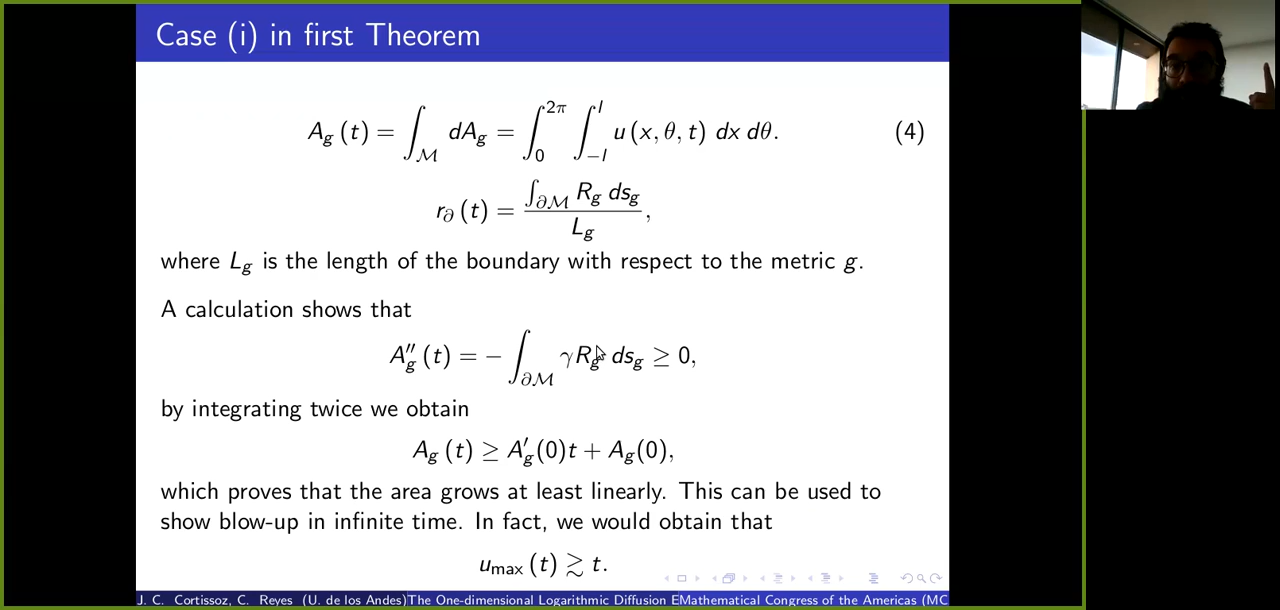 Case (i) in first Theorem
A_g (t) = ∫_M dA_g = ∫_0^{2π} ∫_{-l}^{l} u (x, θ, t) dx dθ. (4)
r_∂ (t) = ∫_{∂M} R_g ds_g / L_g,
where L_g is the length of the boundary with respect to the metric g.
A calculation shows that
A''_g (t) = − ∫_{∂M} γR_g ds_g ≥ 0,
by integrating twice we obtain
A_g (t) ≥ A'_g(0)t + A_g(0),
which proves that the area grows at least linearly. This can be used to
show blow-up in infinite time. In fact, we would obtain that
u_max (t) ≳ t.
J. C. Cortissoz, C. Reyes (U. de los Andes)The One-dimensional Logarithmic Diffusion EMathematical Congress of the Americas (MC